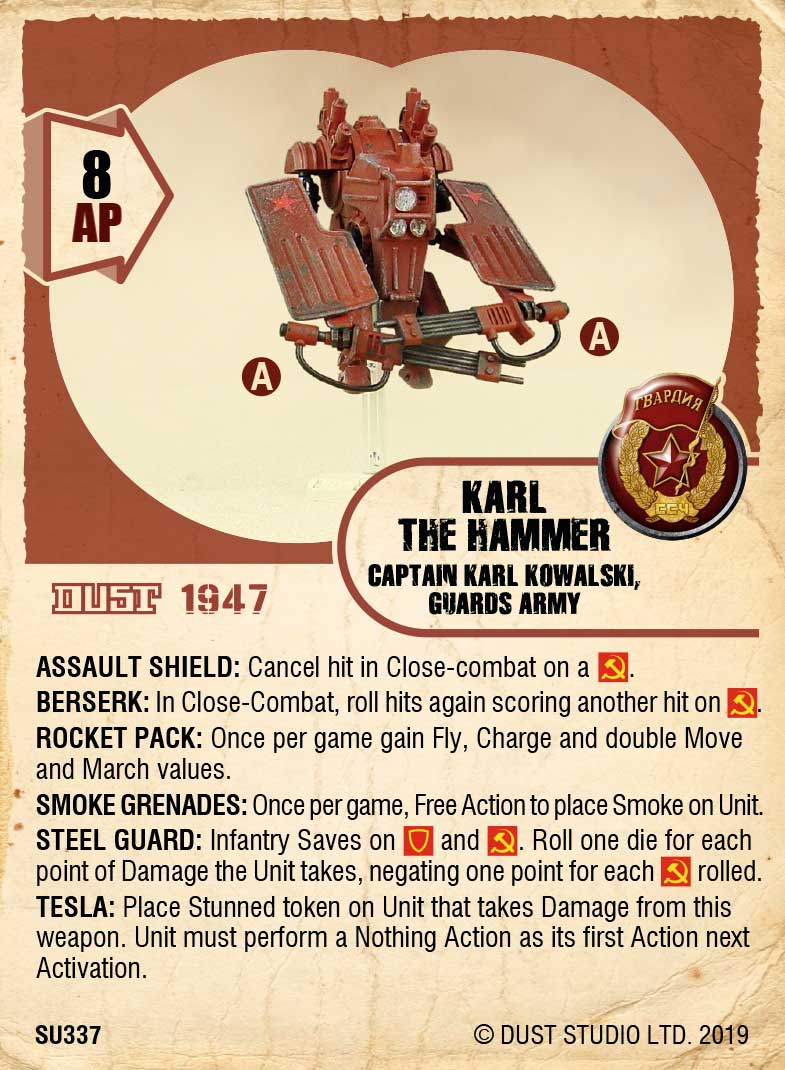 8
AP
A
A
ГВАРДИЯ
KARL
THE HAMMER
CAPTAIN KARL KOWALSKI,
GUARDS ARMY
DUST 1947
ASSAULT SHIELD: Cancel hit in Close-combat on a .
BERSERK: In Close-Combat, roll hits again scoring another hit on .
ROCKET PACK: Once per game gain Fly, Charge and double Move
and March values.
SMOKE GRENADES: Once per game, Free Action to place Smoke on Unit.
STEEL GUARD: Infantry Saves on and . Roll one die for each
point of Damage the Unit takes, negating one point for each rolled.
TESLA: Place Stunned token on Unit that takes Damage from this
weapon. Unit must perform a Nothing Action as its first Action next
Activation.
SU337
© DUST STUDIO LTD. 2019